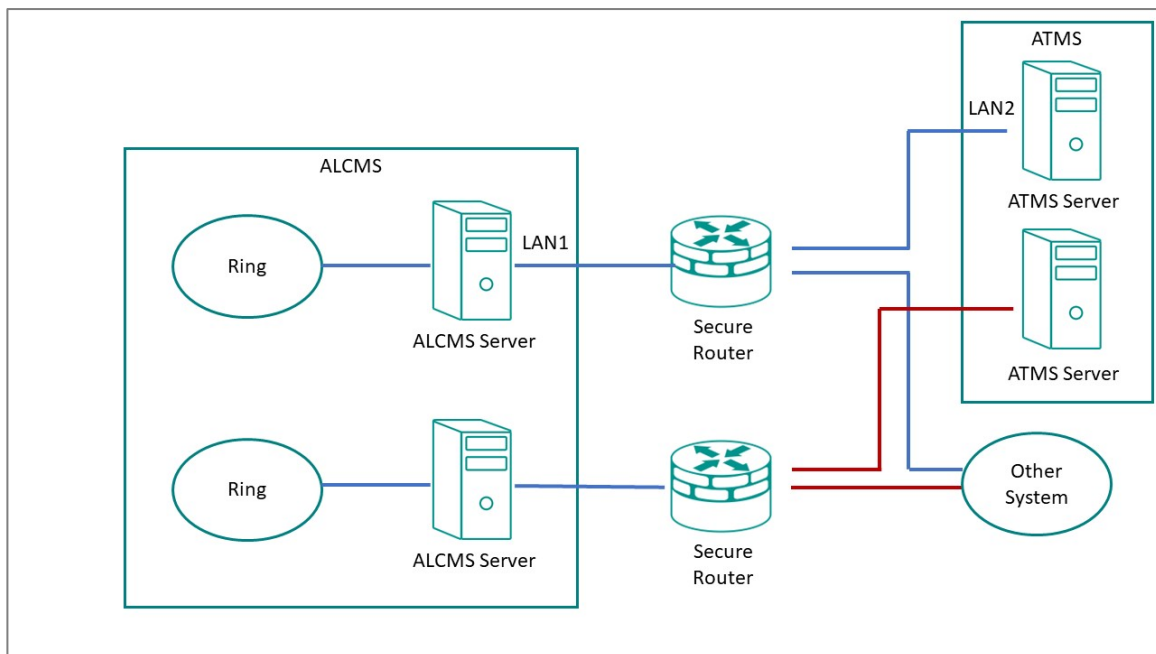 ATMS
LAN2
ATMS Server
ALCMS
Ring
LAN1
ALCMS Server
Secure
Router
ATMS Server
Ring
ALCMS Server
Secure
Router
Other
System